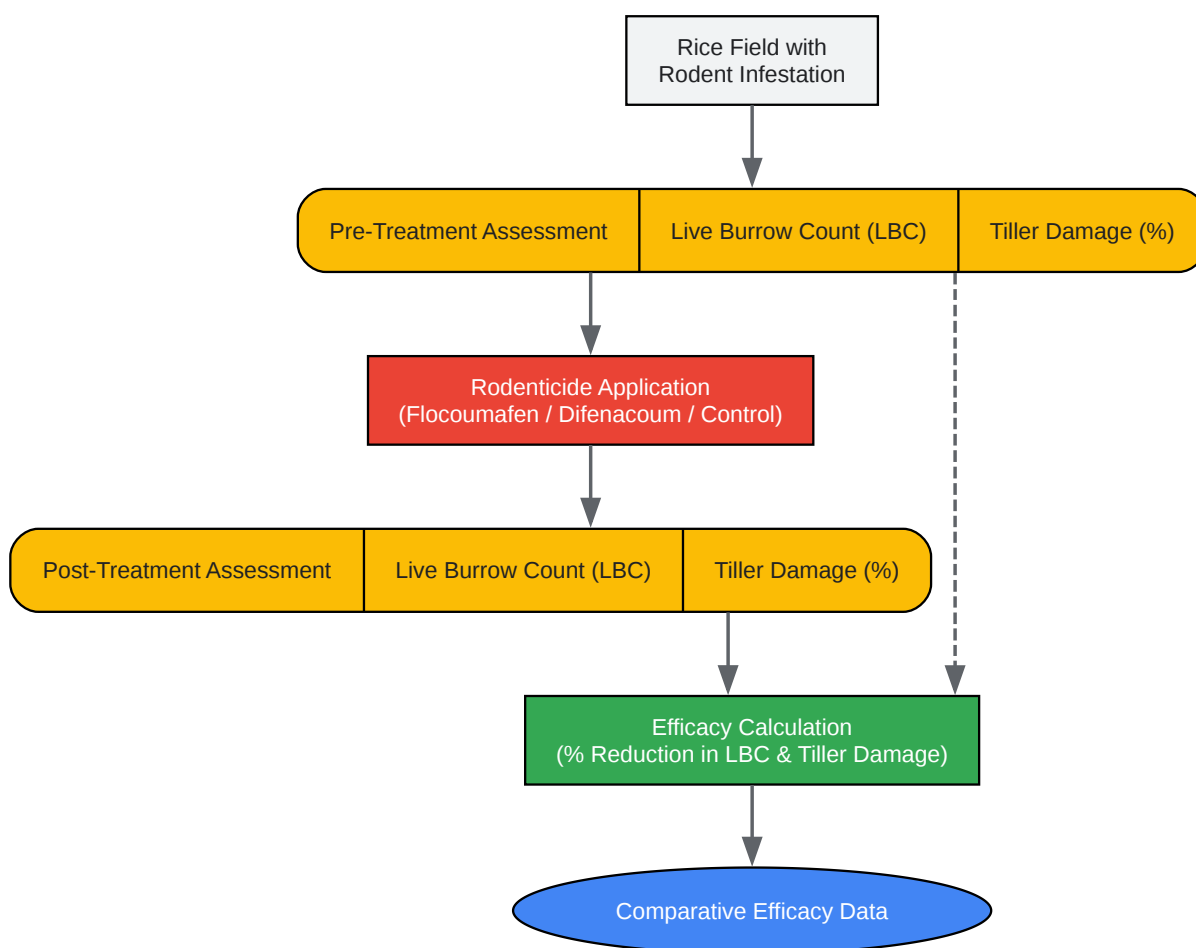 Rice Field with
Rodent Infestation
Pre-Treatment Assessment
Live Burrow Count (LBC)
Tiller Damage (%)
Rodenticide Application
(Flocoumafen / Difenacoum / Control)
Post-Treatment Assessment
Live Burrow Count (LBC)
Tiller Damage (%)
Efficacy Calculation
(% Reduction in LBC & Tiller Damage)
Comparative Efficacy Data